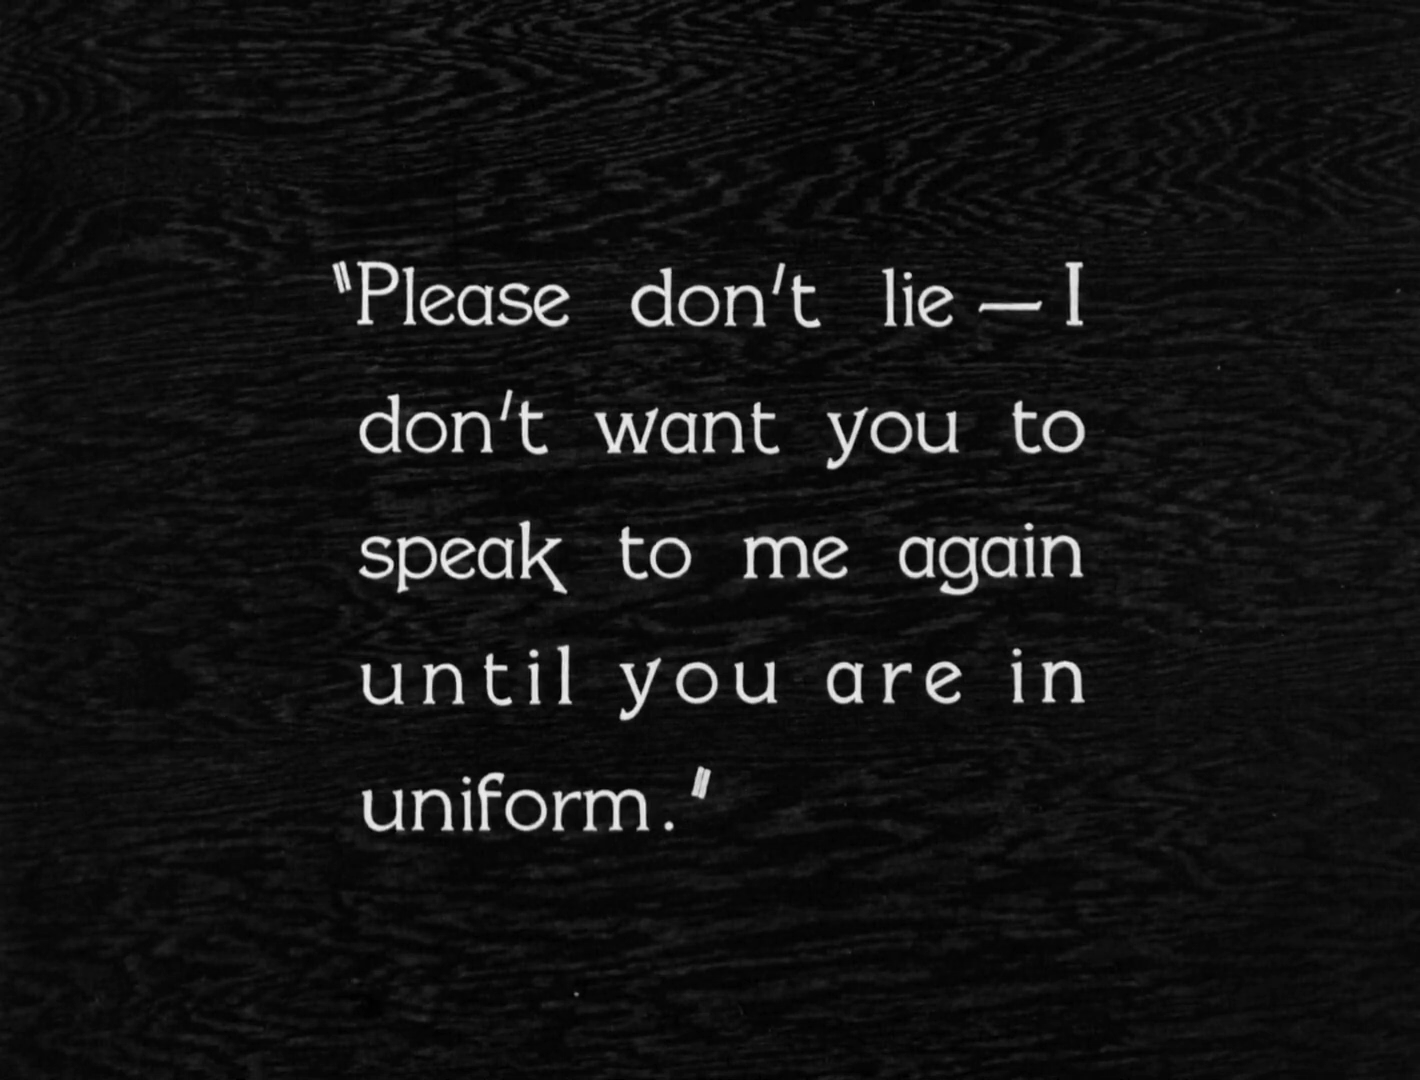 "Please don't lie — I
don't want you to
speak to me again
until you are in
uniform."